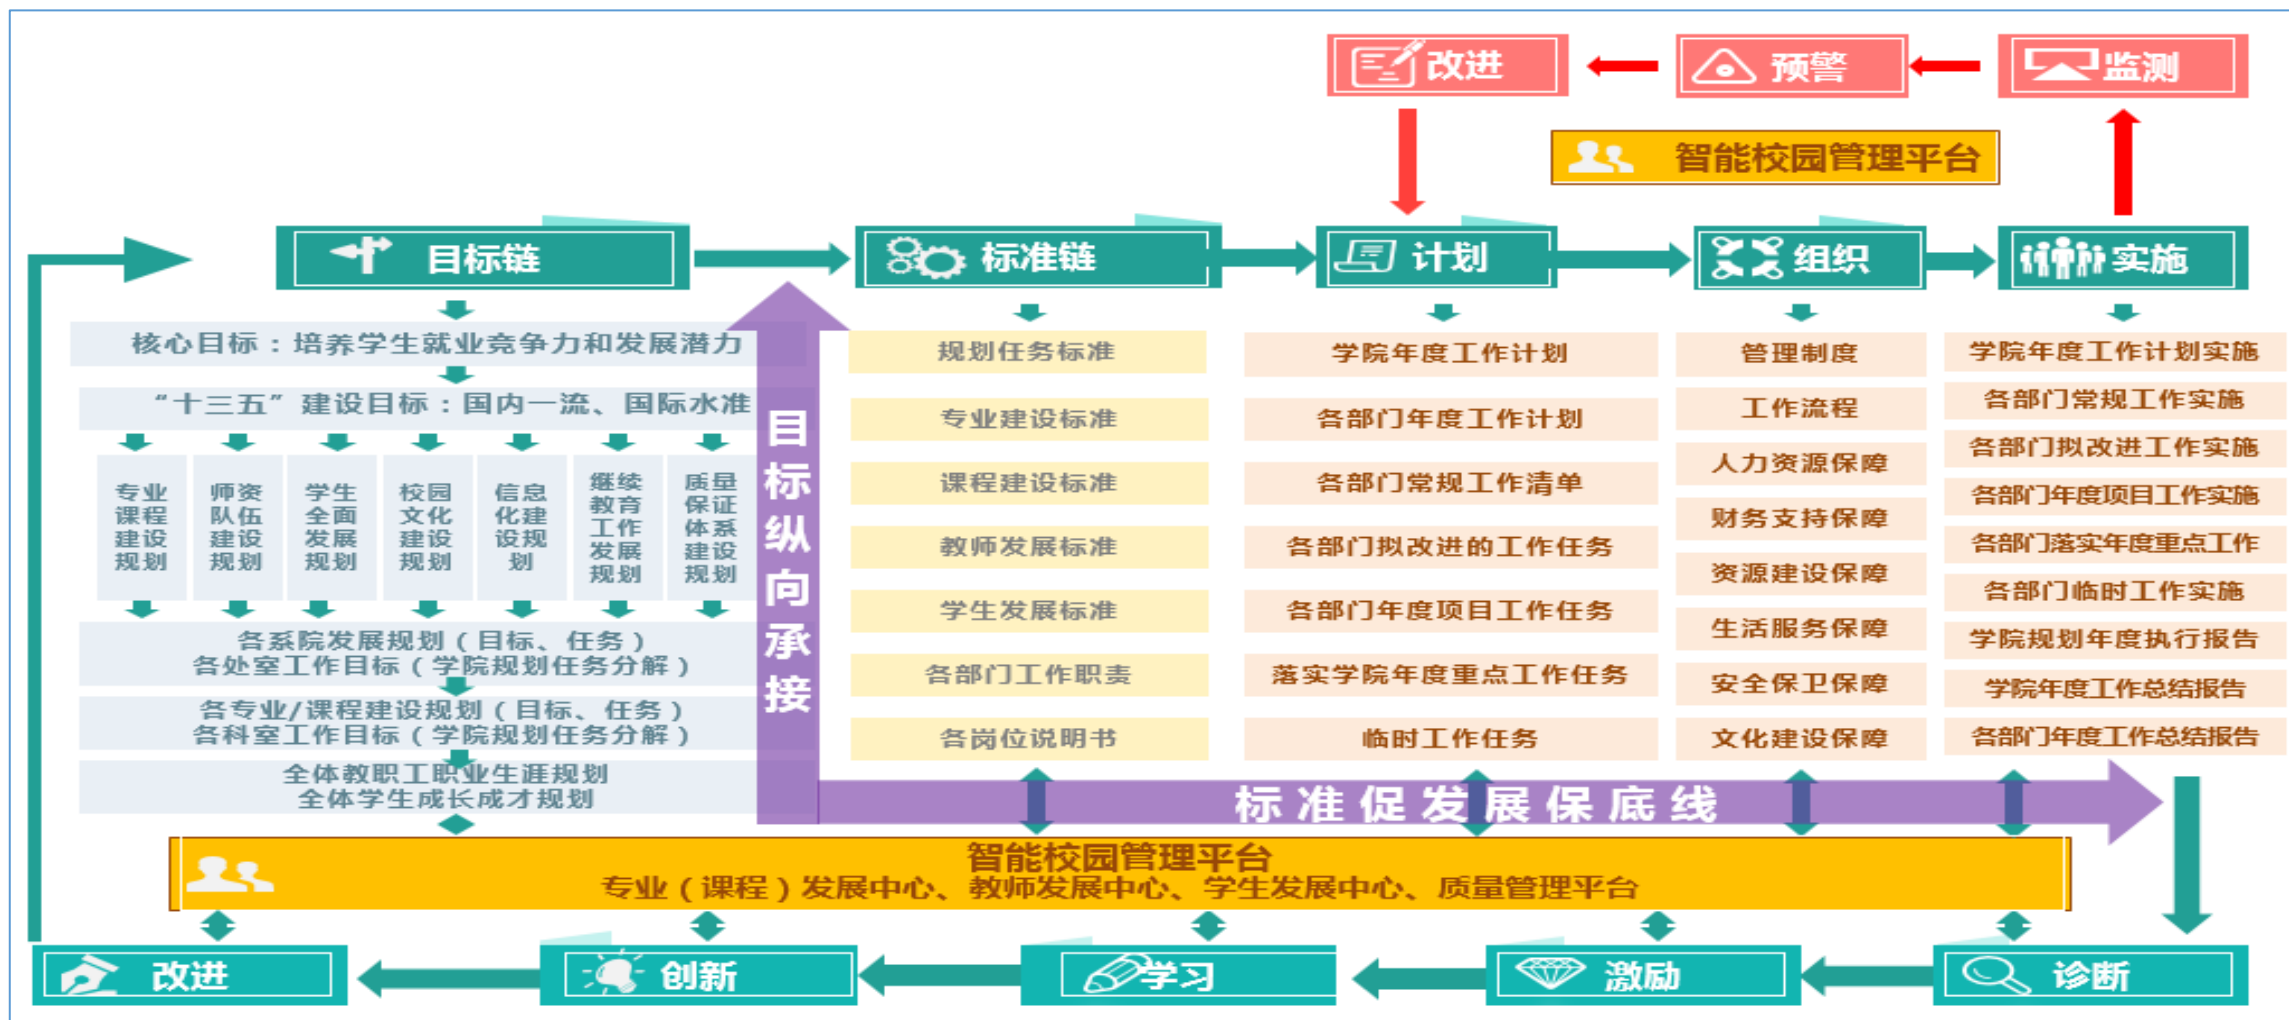 改进
预警
监测
智能校园管理平台
目标链
标准链
计划
组织
实施
核心目标：培养学生就业竞争力和发展潜力
“十三五”建设目标：国内一流、国际水准
专业
课程
建设
规划
师资
队伍
建设
规划
学生
全面
发展
规划
校园
文化
建设
规划
信息
化建
设规
划
继续
教育
工作
发展
规划
质量
保证
体系
建设
规划
各系院发展规划（目标、任务）
各处室工作目标（学院规划任务分解）
各专业/课程建设规划（目标、任务）
各科室工作目标（学院规划任务分解）
全体教职工职业生涯规划
全体学生成长成才规划
目标纵向承接
规划任务标准
专业建设标准
课程建设标准
教师发展标准
学生发展标准
各部门工作职责
各岗位说明书
学院年度工作计划
各部门年度工作计划
各部门常规工作清单
各部门拟改进的工作任务
各部门年度项目工作任务
落实学院年度重点工作任务
临时工作任务
管理制度
工作流程
人力资源保障
财务支持保障
资源建设保障
生活服务保障
安全保卫保障
文化建设保障
学院年度工作计划实施
各部门常规工作实施
各部门拟改进工作实施
各部门年度项目工作实施
各部门落实年度重点工作
各部门临时工作实施
学院规划年度执行报告
学院年度工作总结报告
各部门年度工作总结报告
标准促发展保底线
智能校园管理平台
专业（课程）发展中心、教师发展中心、学生发展中心、质量管理平台
改进
创新
学习
激励
诊断